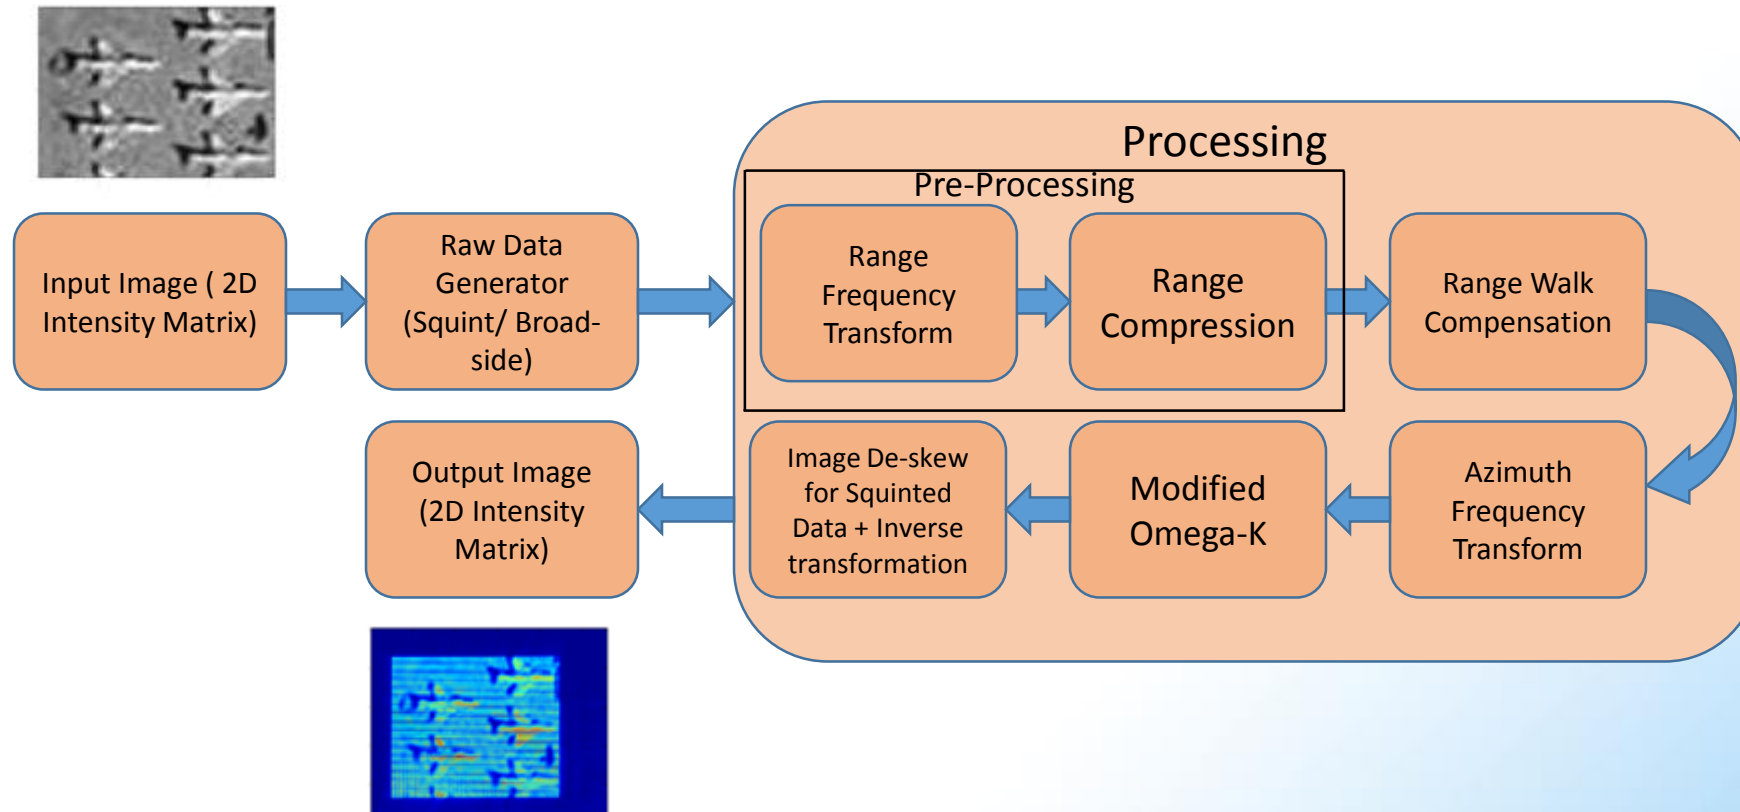 Processing
Pre-Processing
Input Image ( 2D
Intensity Matrix)
Raw Data
Generator
(Squint/ Broad-
side)
Range
Frequency
Transform
Range
Compression
Range Walk
Compensation
Azimuth
Frequency
Transform
Modified
Omega-K
Image De-skew
for Squinted
Data + Inverse
transformation
Output Image
(2D Intensity
Matrix)